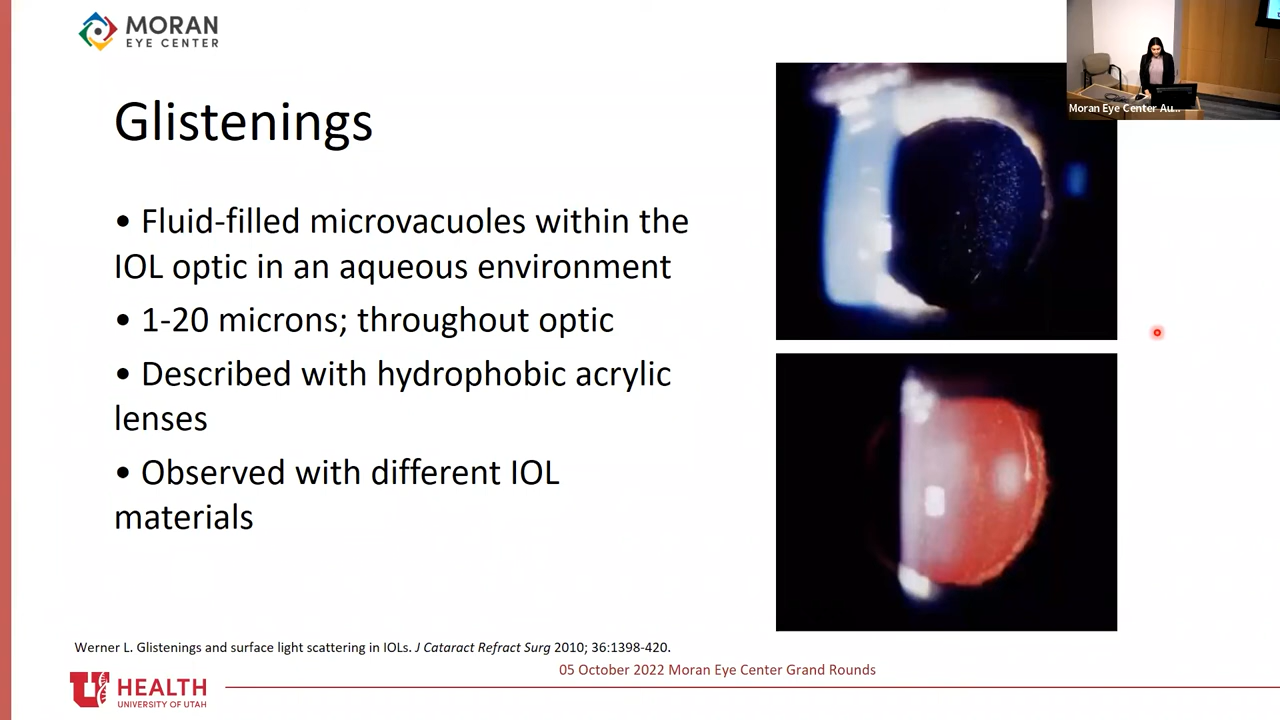 MORAN
EYE CENTER
Moran Eye Center Au...
Glistenings
• Fluid-filled microvacuoles within the
IOL optic in an aqueous environment
• 1-20 microns; throughout optic
• Described with hydrophobic acrylic
lenses
• Observed with different IOL
materials
Werner L. Glistenings and surface light scattering in IOLs. J Cataract Refract Surg 2010; 36:1398-420.
05 October 2022 Moran Eye Center Grand Rounds
U HEALTH
UNIVERSITY OF UTAH